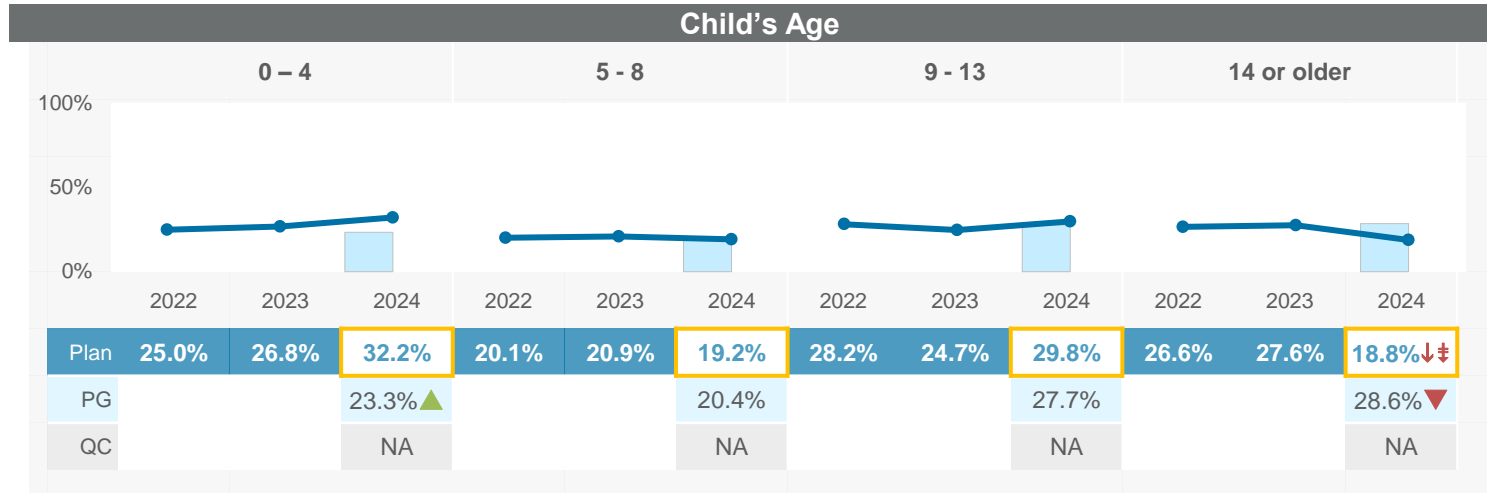 Child’s Age
0 – 4 5 - 8 9 - 13 14 or older
100%
50%
0%
2022 2023 2024 2022 2023 2024 2022 2023 2024 2022 2023 2024
Plan 25.0% 26.8% 32.2% 20.1% 20.9% 19.2% 28.2% 24.7% 29.8% 26.6% 27.6% 18.8%↓‡
PG 23.3%▲ 20.4% 27.7% 28.6%▼
QC NA NA NA NA